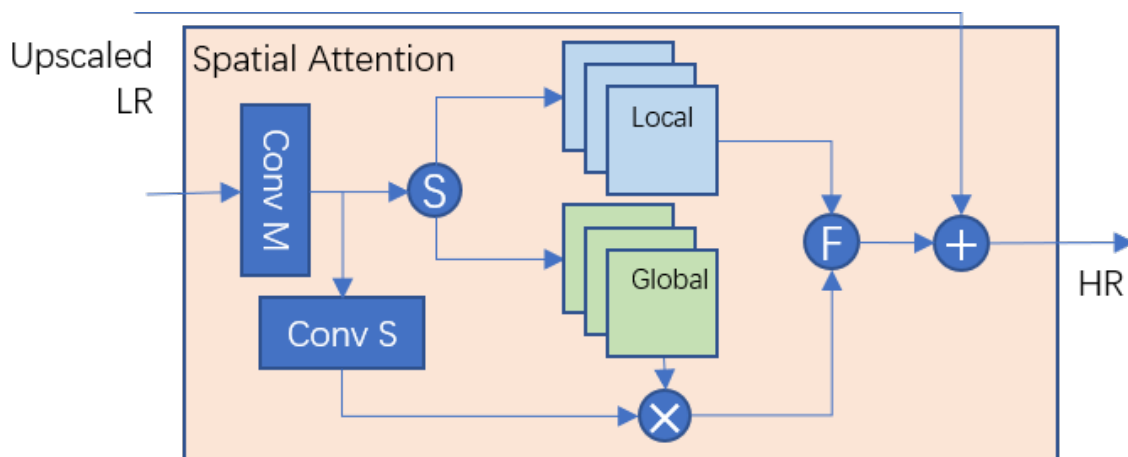 Upscaled
LR
Spatial Attention
Conv M
S
Local
Global
F
+
HR
Conv S
×